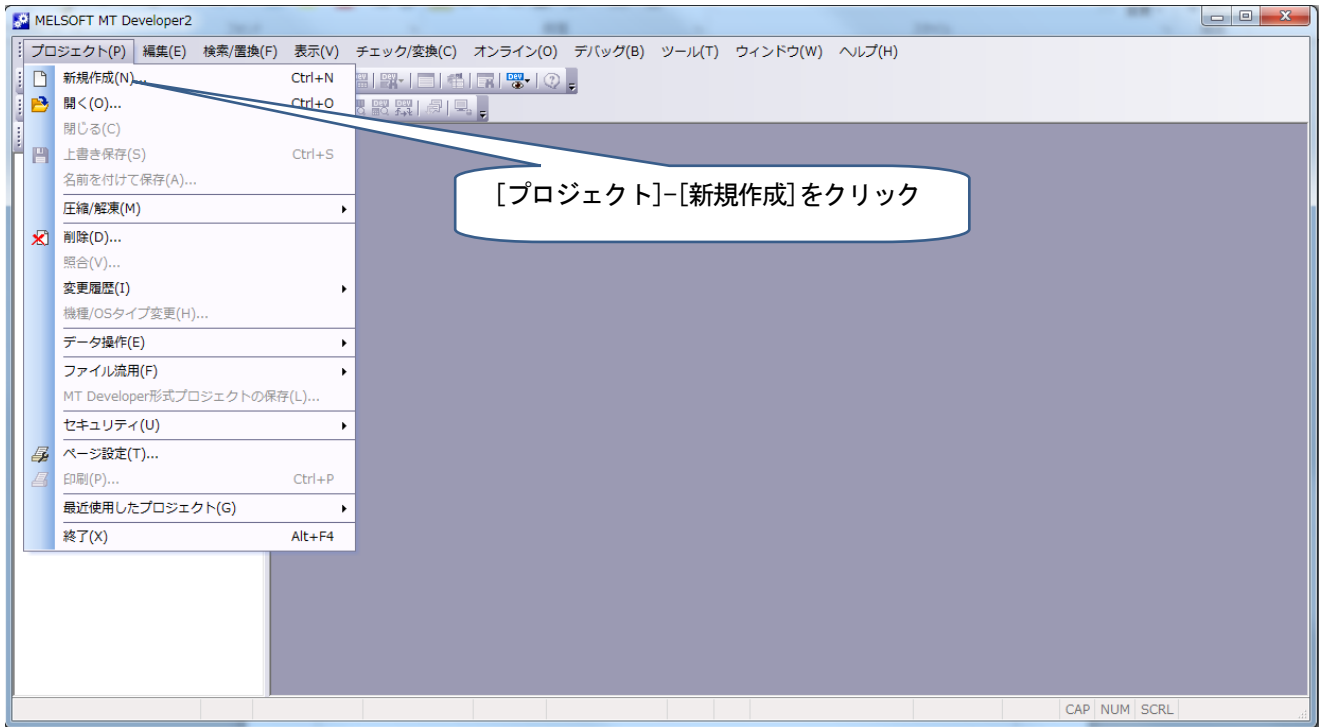 MELSOFT MT Developer2
プロジェクト(P) 編集(E) 検索/置換(F) 表示(V) チェック/変換(C) オンライン(O) デバッグ(B) ツール(T) ウィンドウ(W) ヘルプ(H)
新規作成(N)... Ctrl+N
開く(O)... Ctrl+O
閉じる(C)
上書き保存(S) Ctrl+S
名前を付けて保存(A)...
圧縮/解凍(M)
削除(D)...
照合(V)...
変更履歴(I)
機種/OSタイプ変更(H)...
データ操作(E)
ファイル流用(F)
MT Developer形式プロジェクトの保存(L)...
セキュリティ(U)
ページ設定(T)...
印刷(P)... Ctrl+P
最近使用したプロジェクト(G)
終了(X) Alt+F4
[プロジェクト]-[新規作成]をクリック
CAP NUM SCRL